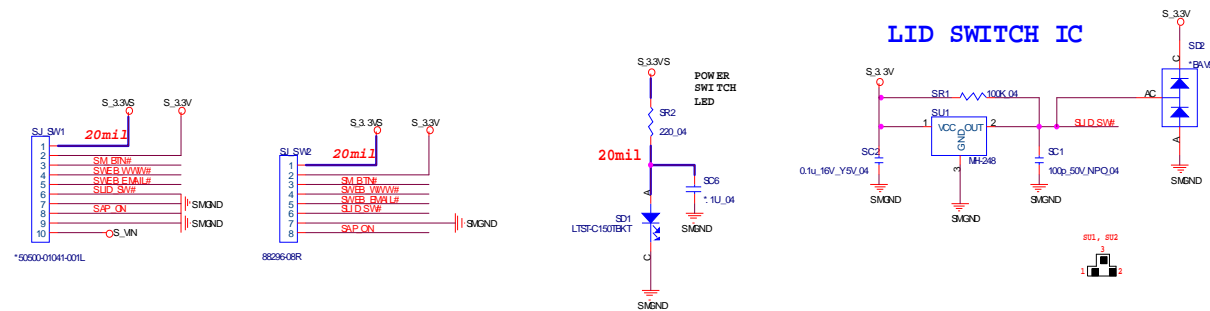 LID SWITCH IC
S_3.3VS
S_3.3V
SJ_SW1
20mil
1
2
3
4
5
6
7
8
9
10
SM_BTN#
SWEB_WWW#
SWEB_EMAIL#
SLID_SW#
SMGND
SAP_ON
SMGND
S_VIN
*50500-01041-001L
S_3.3VS
S_3.3V
SJ_SW2
20mil
1
2
3
4
5
6
7
8
SM_BTN#
SWEB_WWW#
SWEB_EMAIL#
SLID_SW#
SMGND
SAP_ON
88296-08R
S_3.3VS
POWER
SWITCH
LED
SR2
220_04
20mil
A
SC6
*.1U_04
SMGND
SD1
LTST-C150TBKT
C
SMGND
S_3.3V
SR1
100K_04
SU1
1
VCC
OUT
2
GND
3
MH-248
SC2
0.1u_16V_Y5V_04
SMGND
SMGND
SLID_SW#
SC1
100p_50V_NPO_04
SMGND
S_3.3V
SD2
C
AC
A
SMGND
SU1, SU2
3
1
2